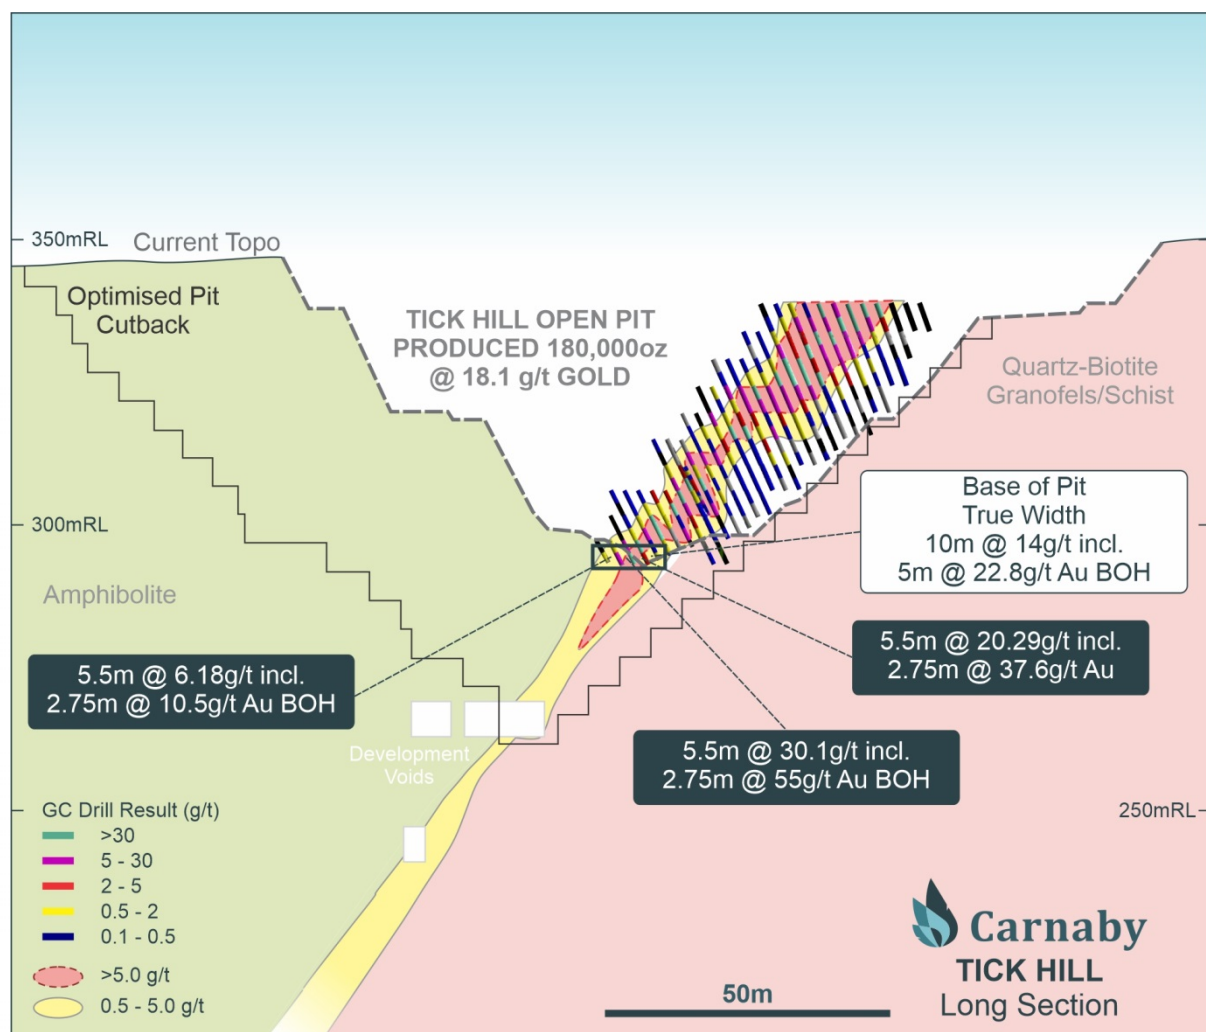 350mRL
Current Topo
Optimised Pit
Cutback
TICK HILL OPEN PIT
PRODUCED 180,000oz
@ 18.1 g/t GOLD
Quartz-Biotite
Granofels/Schist
Base of Pit
True Width
10m @ 14g/t incl.
5m @ 22.8g/t Au BOH
300mRL
Amphibolite
5.5m @ 20.29g/t incl.
2.75m @ 37.6g/t Au
5.5m @ 6.18g/t incl.
2.75m @ 10.5g/t Au BOH
5.5m @ 30.1g/t incl.
2.75m @ 55g/t Au BOH
Development
Voids
250mRL
GC Drill Result (g/t)
>30
5 - 30
2 - 5
0.5 - 2
0.1 - 0.5
>5.0 g/t
0.5 - 5.0 g/t
50m
Carnaby
TICK HILL
Long Section